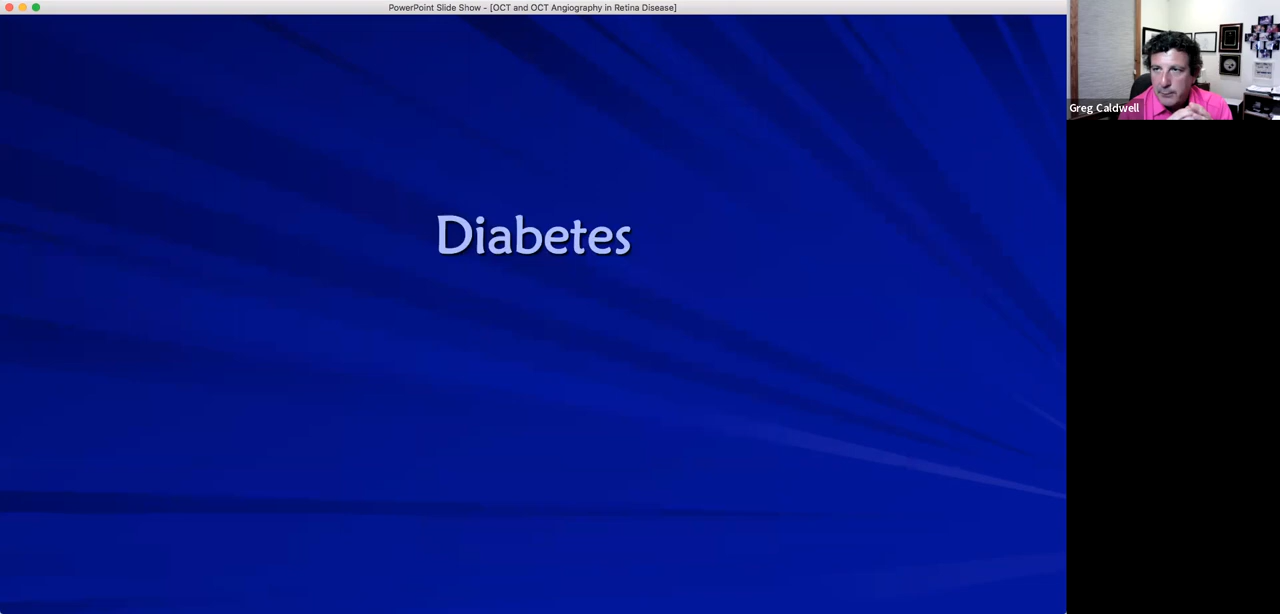 PowerPoint Slide Show - [OCT and OCT Angiography in Retina Disease]
Diabetes
Greg Caldwell